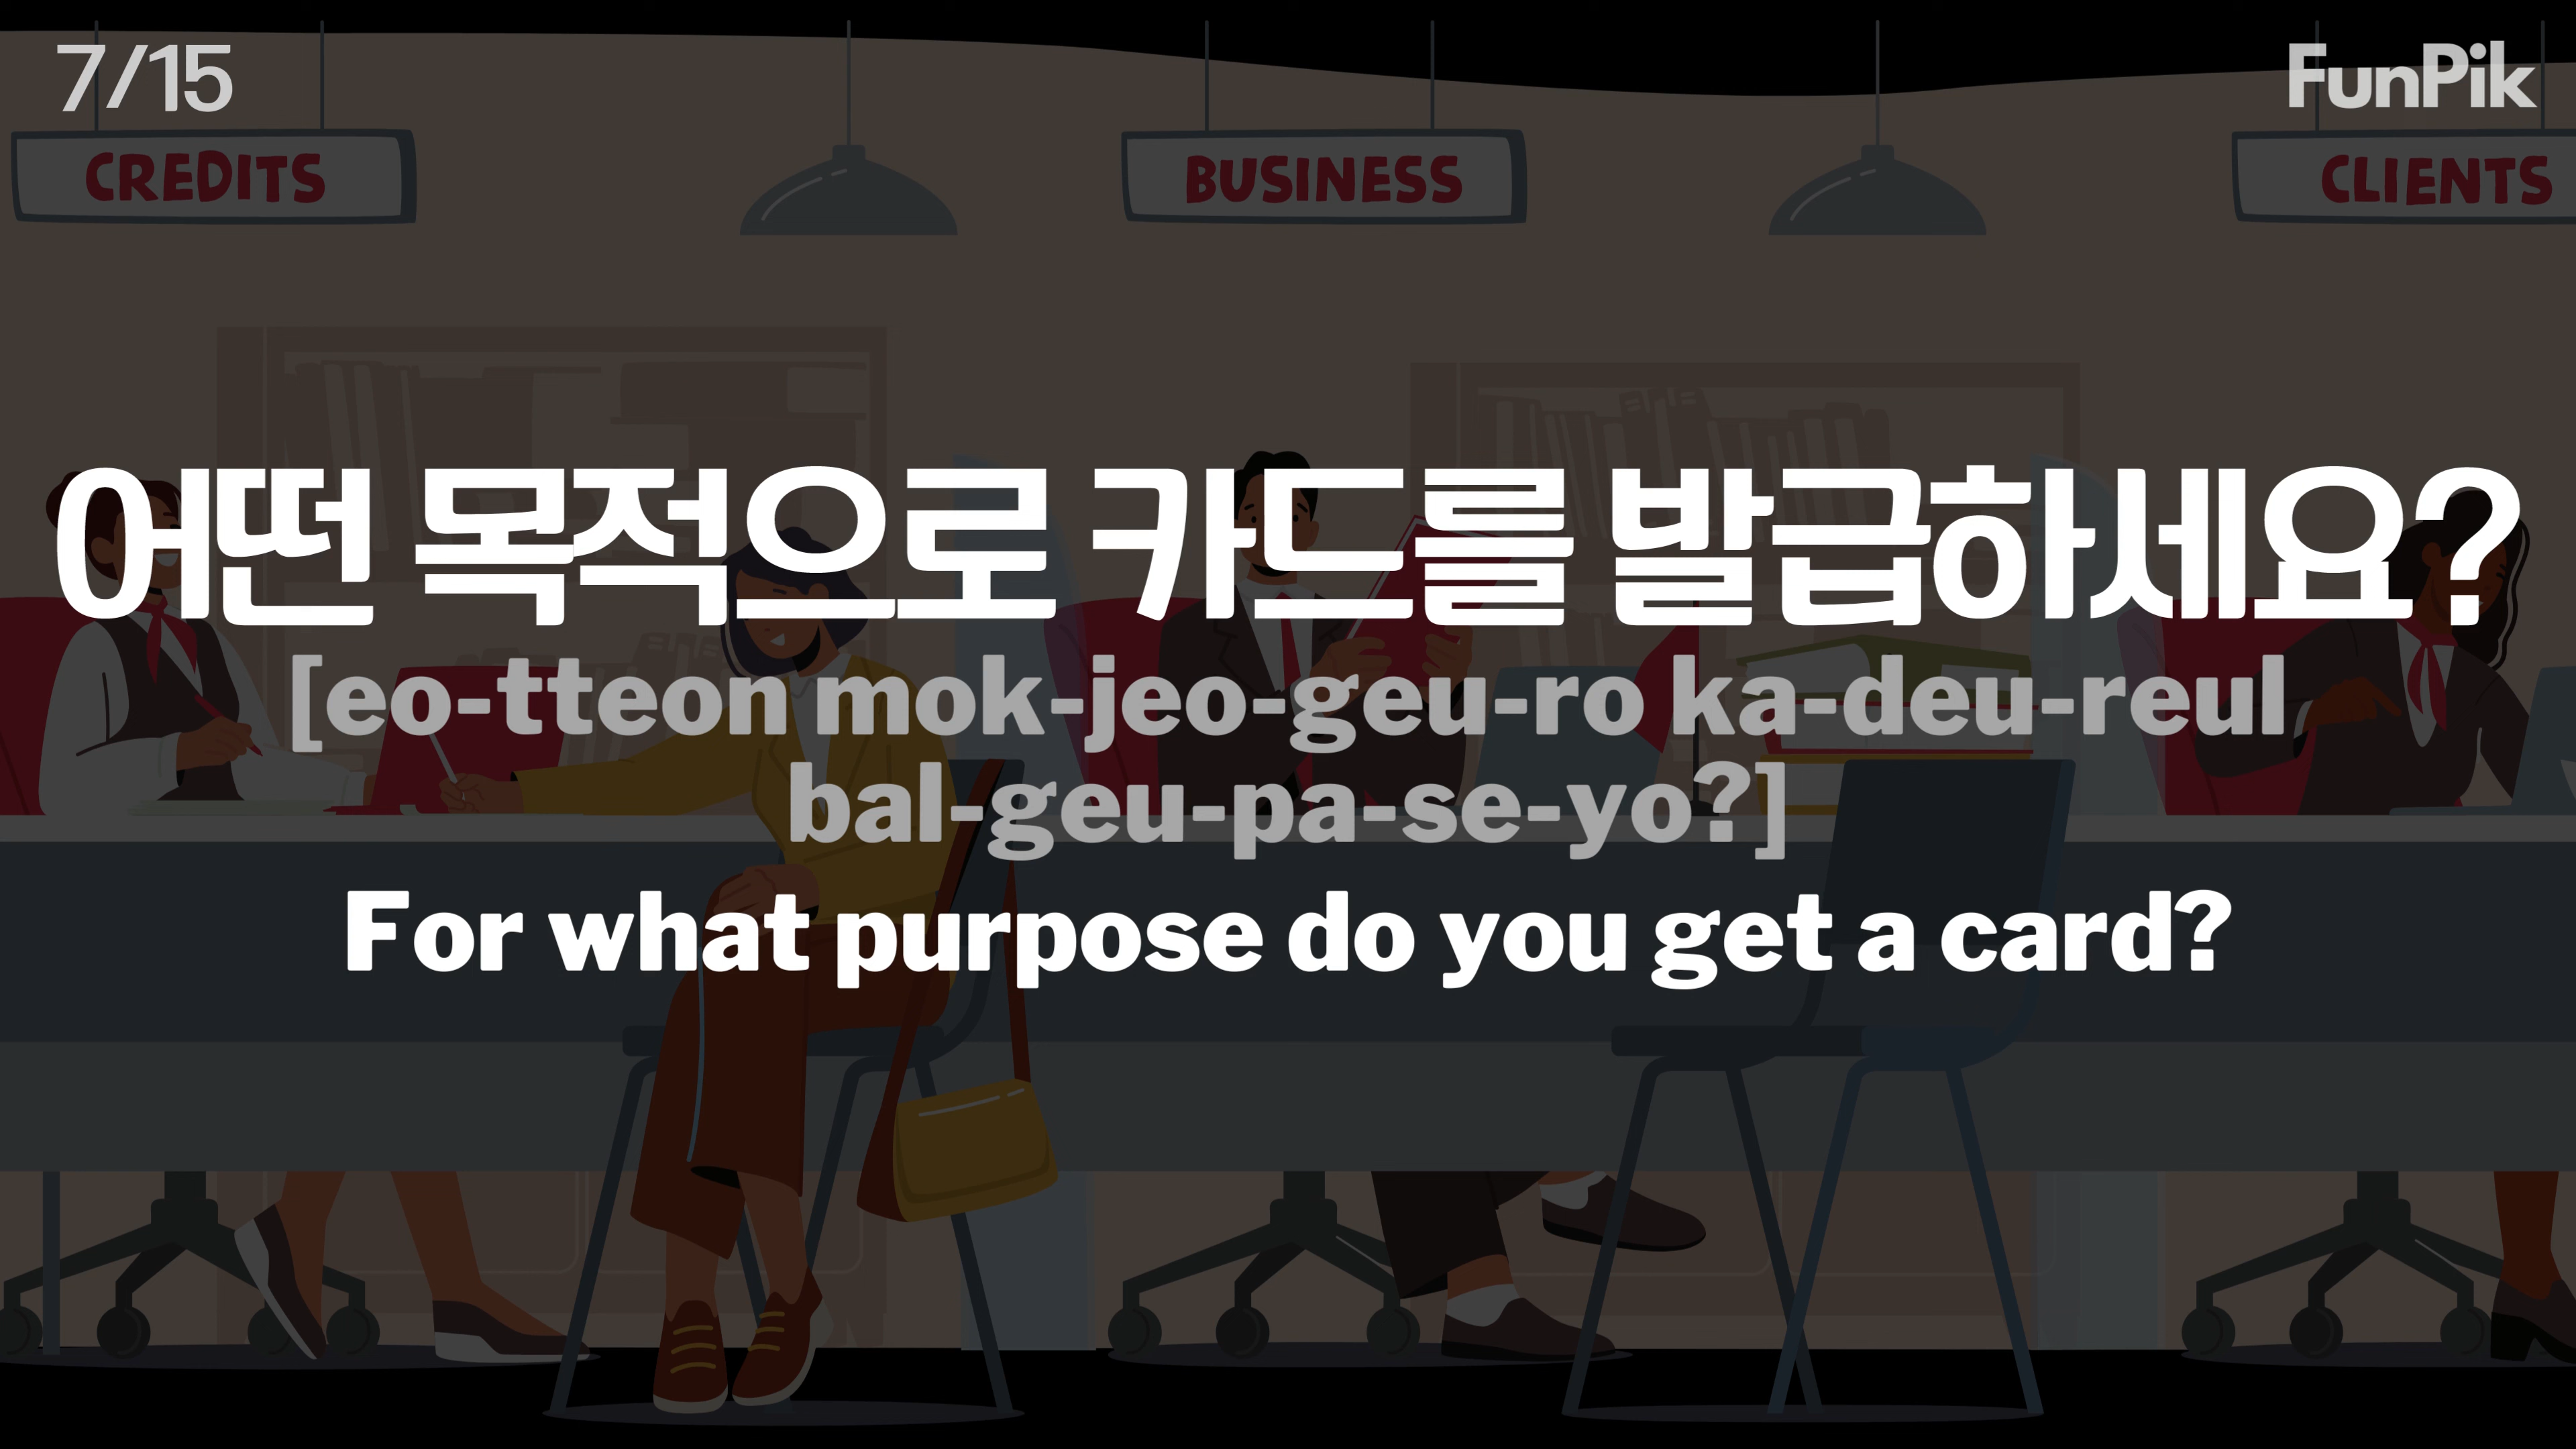 7/15
FunPik
CREDITS
BUSINESS
CLIENTS
어떤 목적으로 카드를 발급하세요?
[eo-tteon mok-jeo-geu-ro ka-deu-reul
bal-geu-pa-se-yo?]
For what purpose do you get a card?